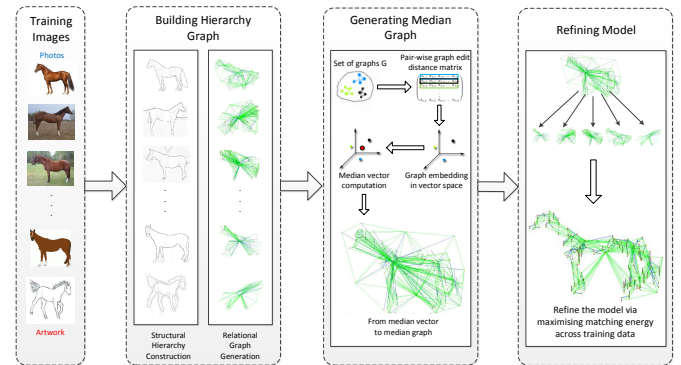 Training
Images
Photos
Artwork
Building Hierarchy
Graph
Structural
Hierarchy
Construction
Relational
Graph
Generation
Generating Median
Graph
Set of graphs G
Pair-wise graph edit
distance matrix
Median vector
computation
Graph embedding
in vector space
From median vector
to median graph
Refining Model
Refine the model via
maximising matching energy
across training data